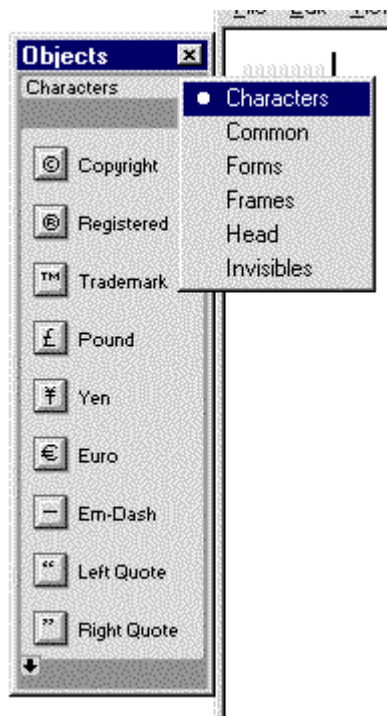 Objects
Characters
© Copyright
® Registered
™ Trademark
£ Pound
¥ Yen
€ Euro
— Em-Dash
“ Left Quote
” Right Quote
Characters
Common
Forms
Frames
Head
Invisibles